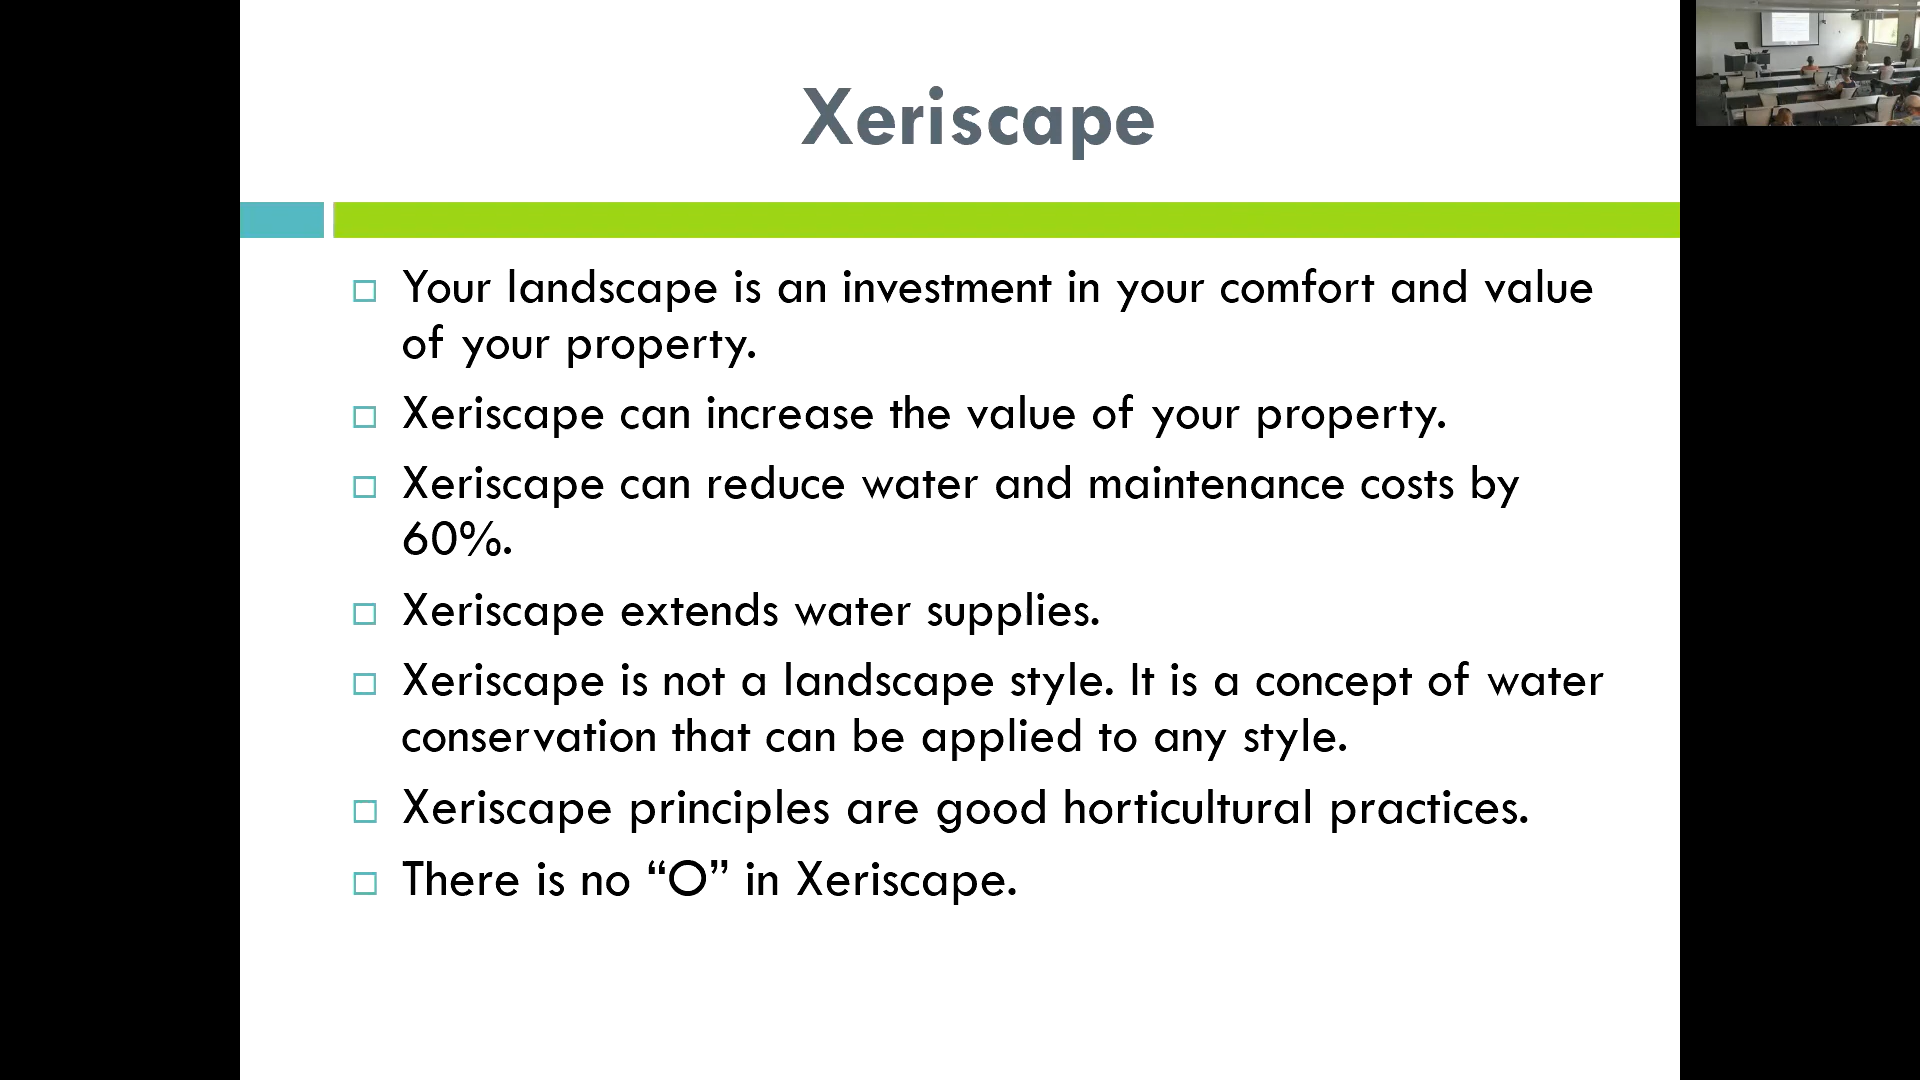 Xeriscape
Your landscape is an investment in your comfort and value
of your property.
Xeriscape can increase the value of your property.
Xeriscape can reduce water and maintenance costs by
60%.
Xeriscape extends water supplies.
Xeriscape is not a landscape style. It is a concept of water
conservation that can be applied to any style.
Xeriscape principles are good horticultural practices.
There is no “O” in Xeriscape.